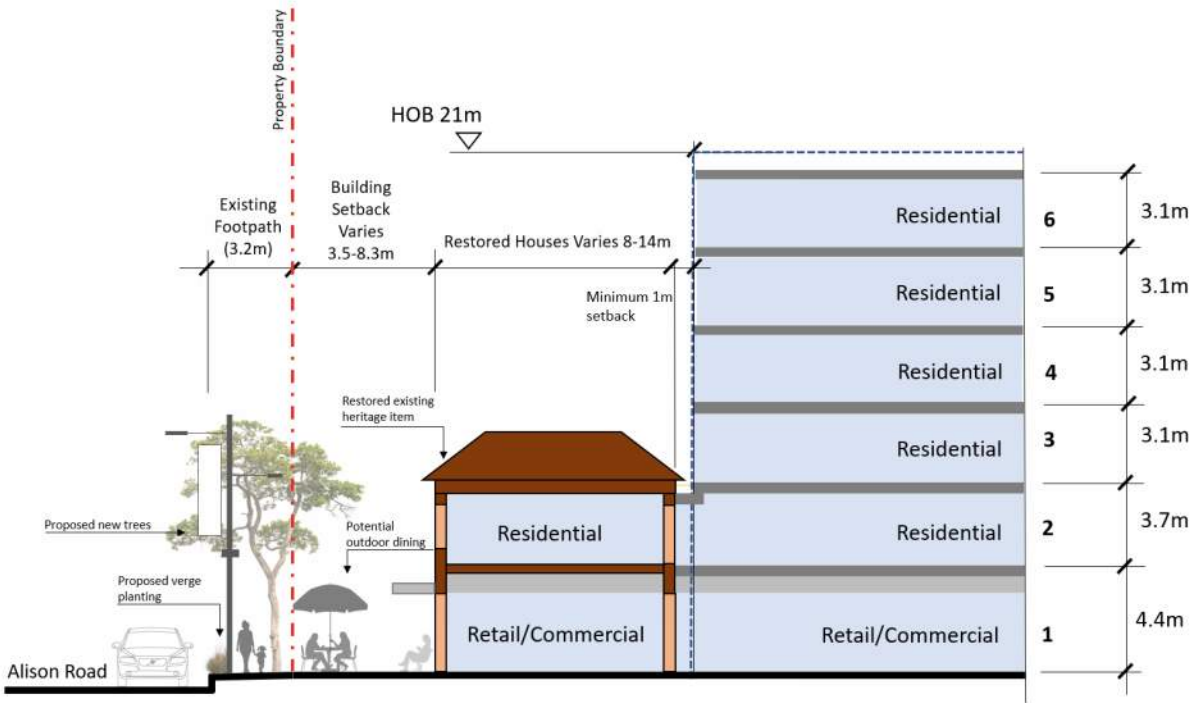 Property Boundary
HOB 21m
Existing
Footpath
(3.2m)
Building
Setback
Varies
3.5-8.3m
Restored Houses Varies 8-14m
Minimum 1m
setback
Residential
6
3.1m
Residential
5
3.1m
Residential
4
3.1m
Residential
3
3.1m
Restored existing
heritage item
Residential
Residential
2
3.7m
Proposed new trees
Potential
outdoor dining
Proposed verge
planting
Retail/Commercial
Retail/Commercial
1
4.4m
Alison Road